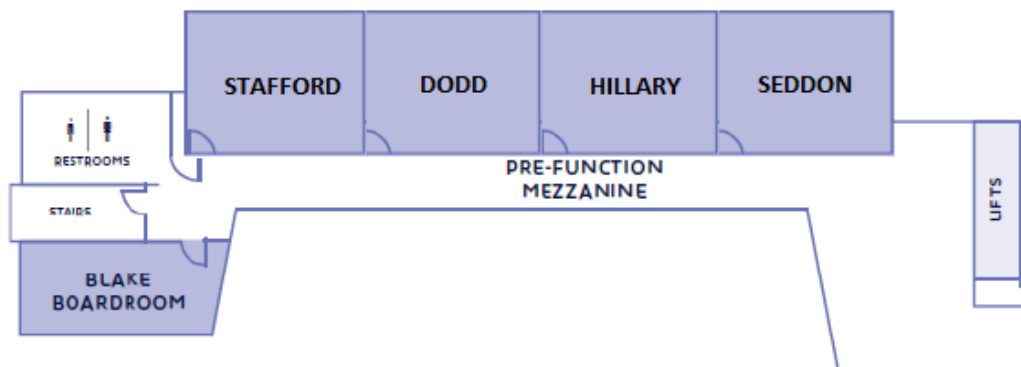 STAFFORD
DODD
HILLARY
SEDDON
RESTROOMS
PRE-FUNCTION
MEZZANINE
STAIRS
LIFTS
BLAKE
BOARDROOM